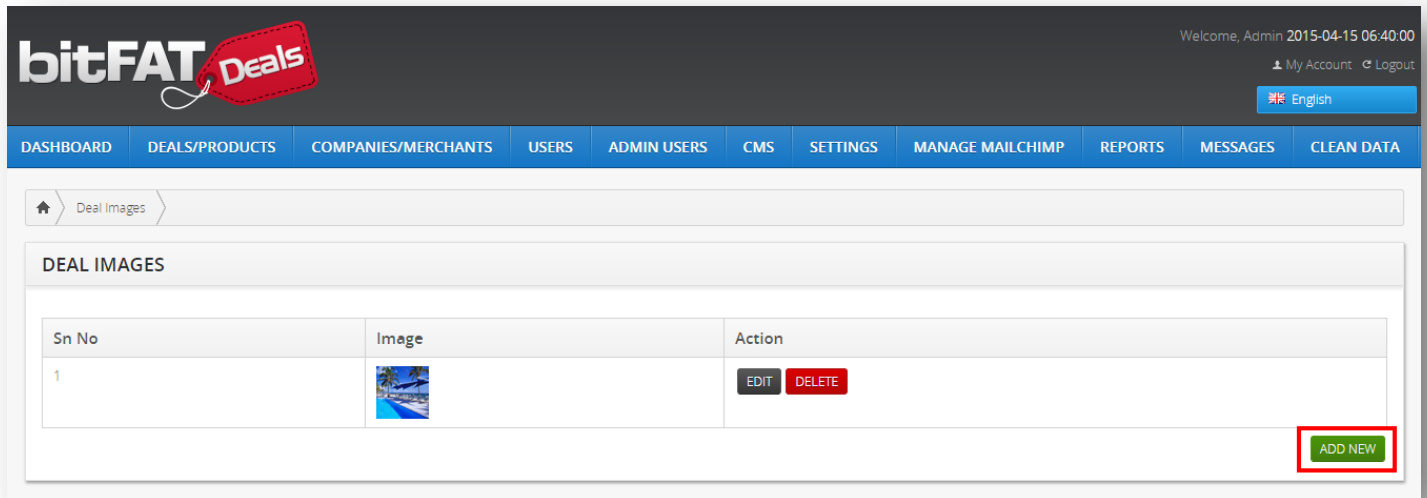 bitFAT Deals
Welcome, Admin 2015-04-15 06:40:00
My Account Logout
English
DASHBOARD DEALS/PRODUCTS COMPANIES/MERCHANTS USERS ADMIN USERS CMS SETTINGS MANAGE MAILCHIMP REPORTS MESSAGES CLEAN DATA
Deal Images
DEAL IMAGES
Sn No Image Action
1 EDIT DELETE
ADD NEW